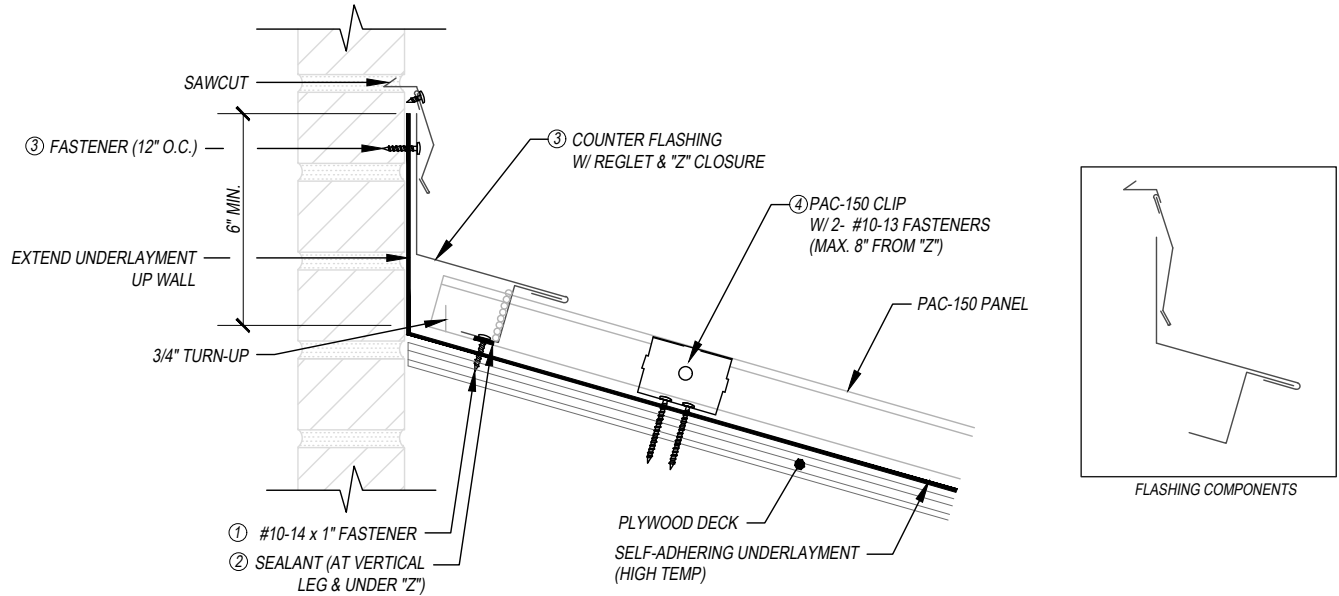 SAWCUT
③ FASTENER (12" O.C.)
6" MIN.
EXTEND UNDERLAYMENT
UP WALL
3/4" TURN-UP
③ COUNTER FLASHING
W/ REGLET & "Z" CLOSURE
④ PAC-150 CLIP
W/ 2- #10-13 FASTENERS
(MAX. 8" FROM "Z")
PAC-150 PANEL
① #10-14 x 1" FASTENER
② SEALANT (AT VERTICAL
LEG & UNDER "Z")
PLYWOOD DECK
SELF-ADHERING UNDERLAYMENT
(HIGH TEMP)
FLASHING COMPONENTS